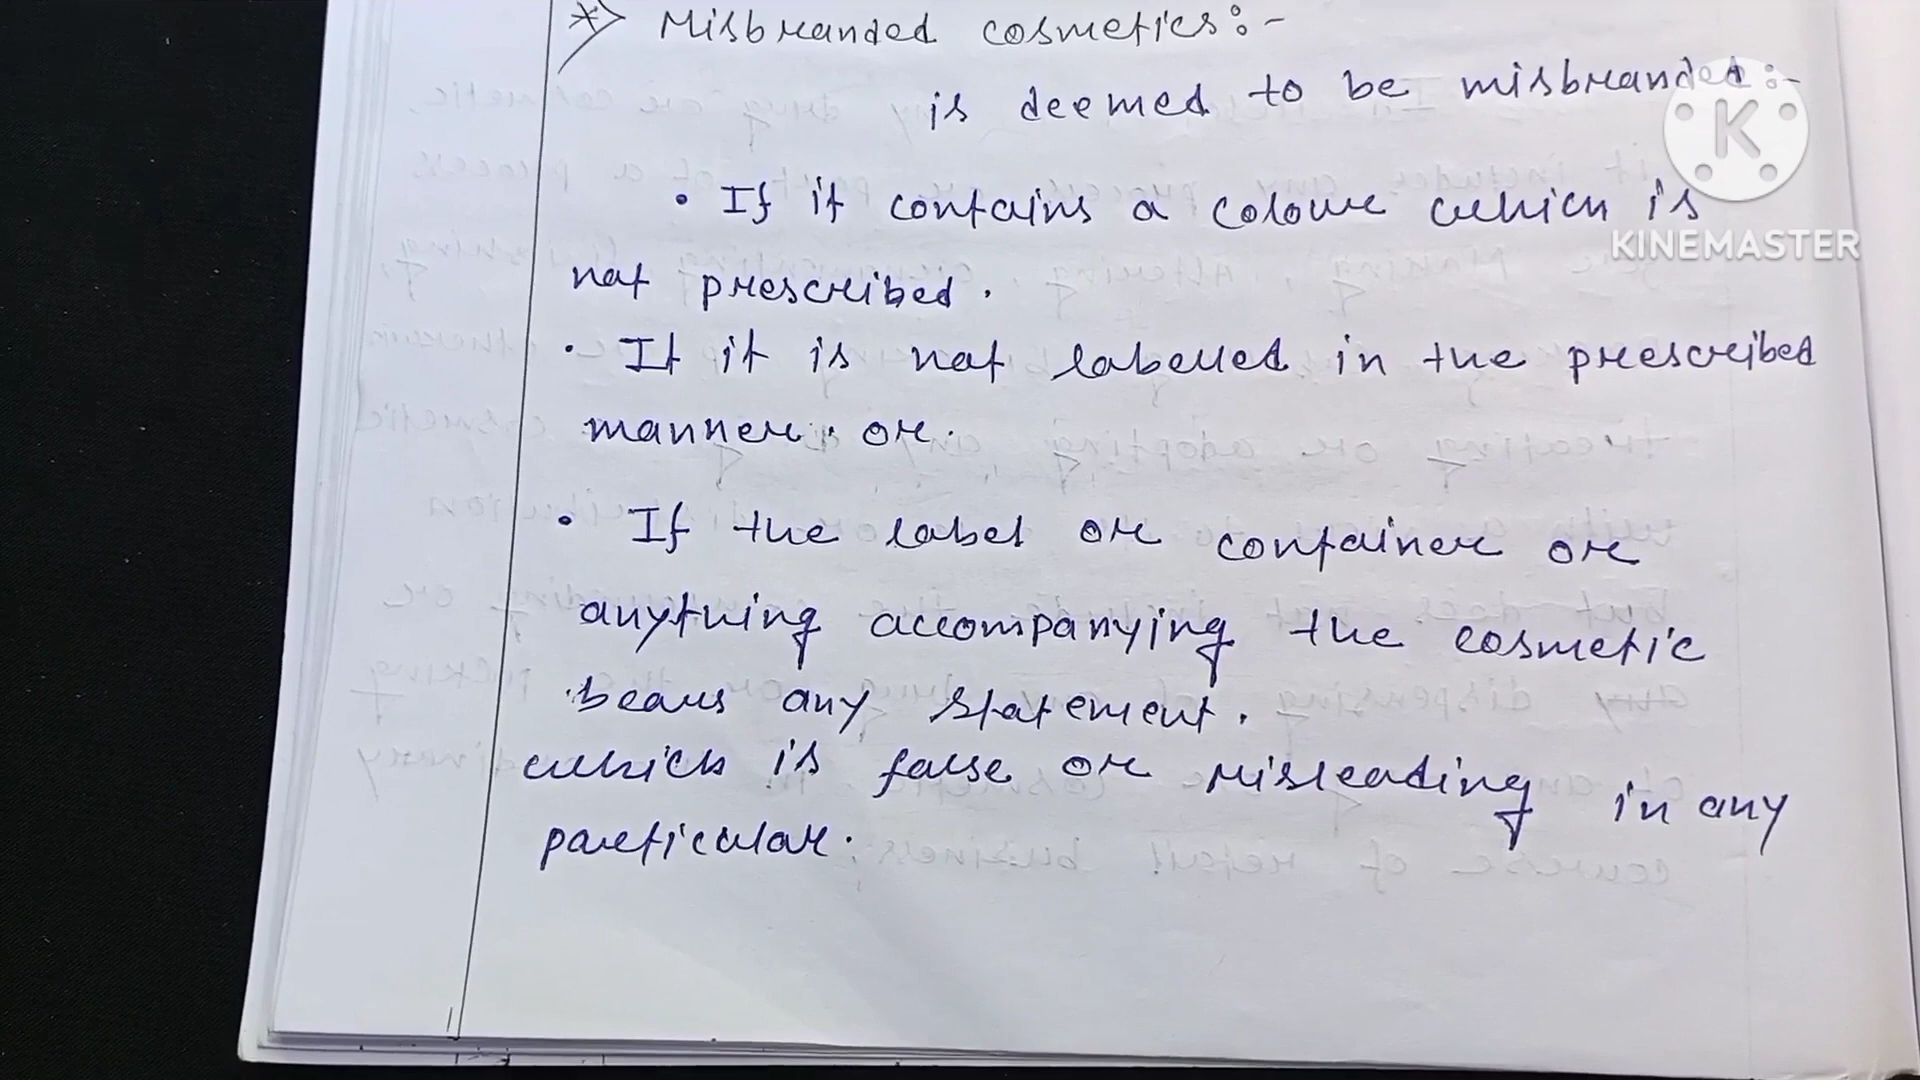 * Misbranded cosmetics:-
is deemed to be misbranded:-
• If it contains a colour which is
not prescribed.
• If it is not labelled in the prescribed
manner. or.
• If the label or container or
anything accompanying the cosmetic
bears any statement.
which is false or misleading in any
particular.
K
KINEMASTER